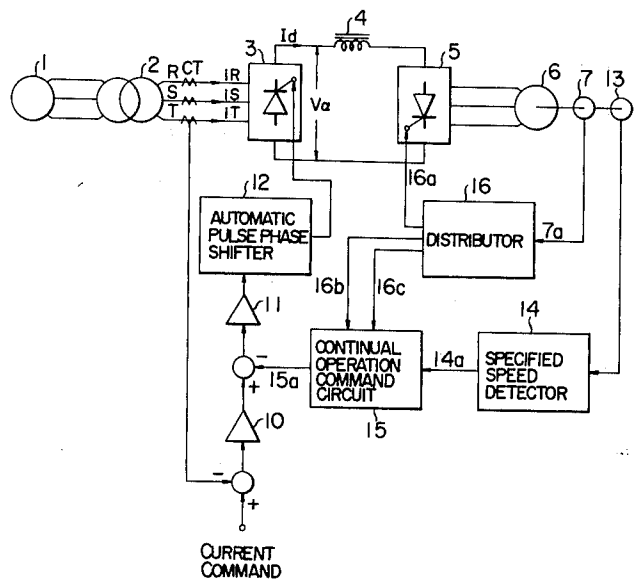 4
Id
1
2
R CT
3
iR
S
iS
T
iT
Vα
5
6
7
13
16a
12
AUTOMATIC
PULSE PHASE
SHIFTER
16
DISTRIBUTOR
7a
11
16b
16c
14
CONTINUAL
OPERATION
COMMAND
CIRCUIT
15
14a
SPECIFIED
SPEED
DETECTOR
−
15a
+
10
−
+
CURRENT
COMMAND